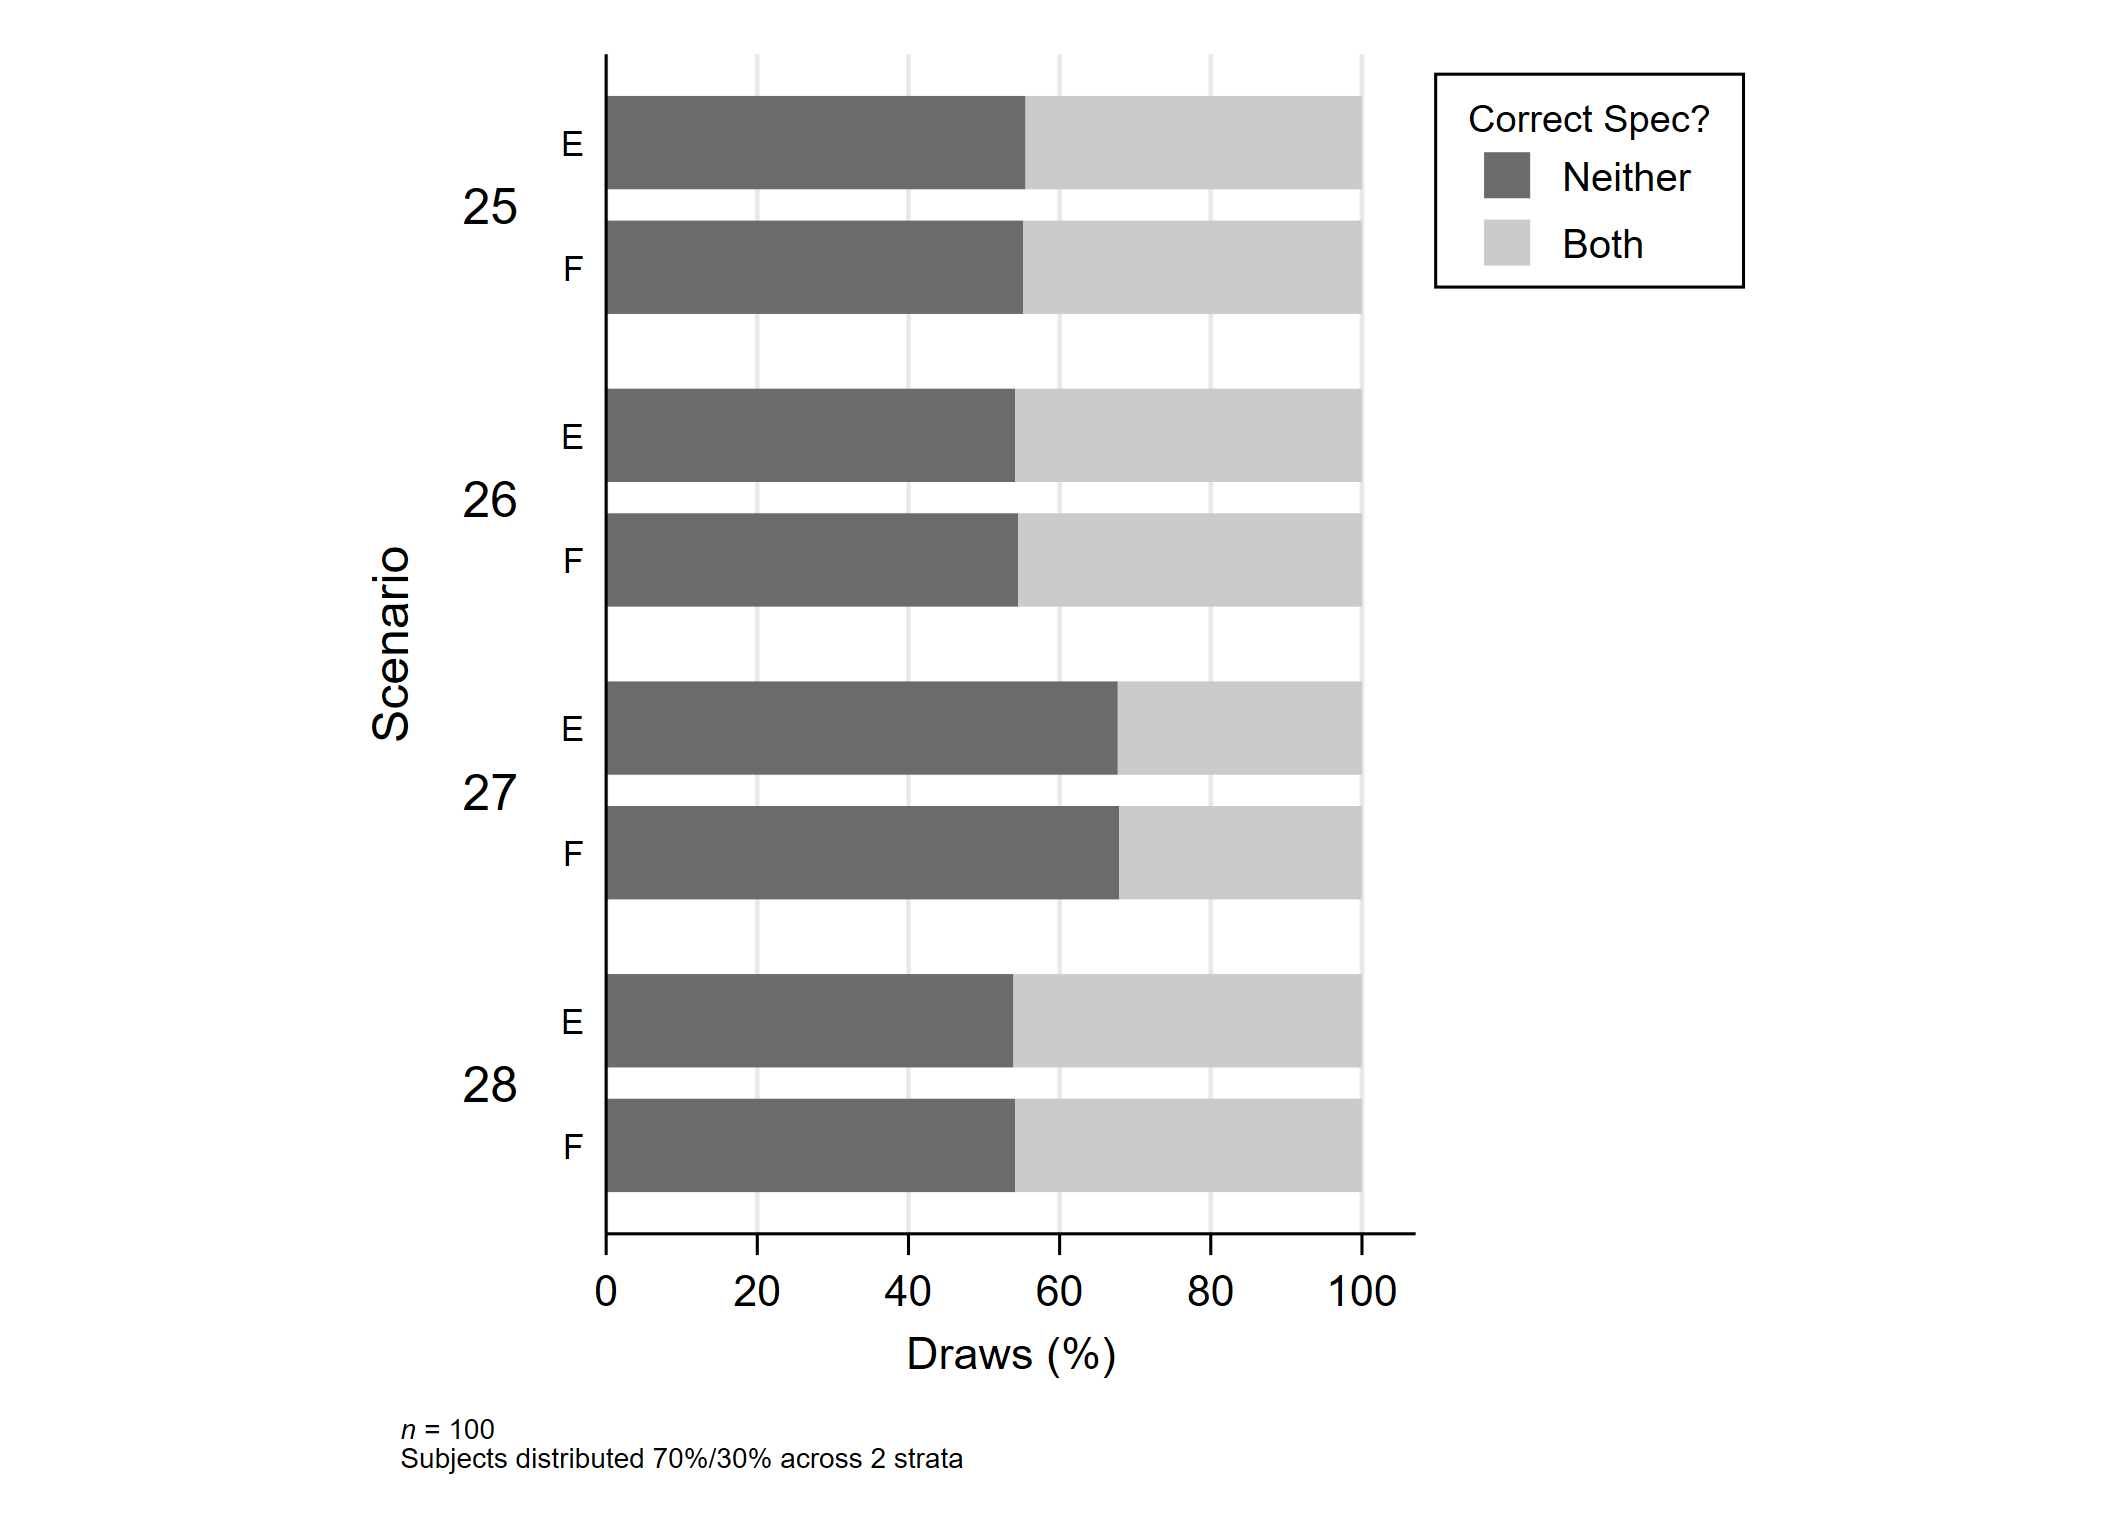 Correct Spec?
Neither
Both
Scenario
25
E
F
26
E
F
27
E
F
28
E
F
0 20 40 60 80 100
Draws (%)
n = 100
Subjects distributed 70%/30% across 2 strata